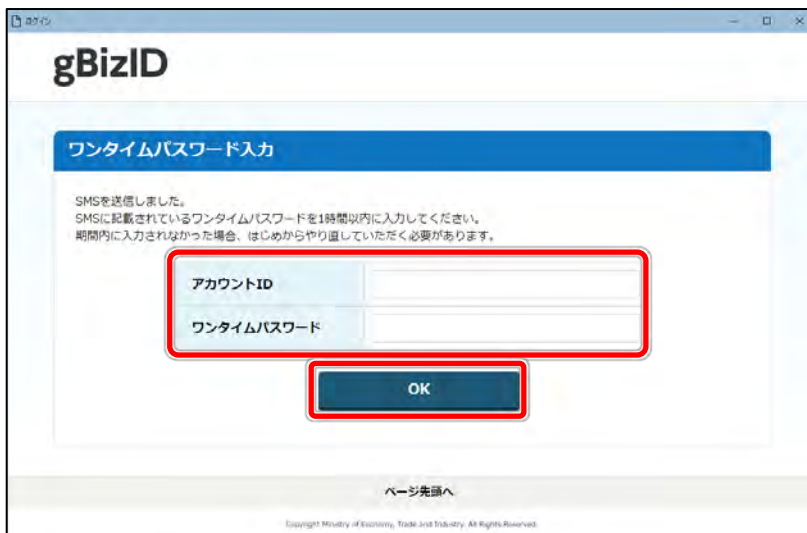 ログイン
gBizID
ワンタイムパスワード入力
SMSを送信しました。
SMSに記載されているワンタイムパスワードを1時間以内に入力してください。
期間内に入力されなかった場合、はじめからやり直していただく必要があります。
アカウントID
ワンタイムパスワード
OK
ページ先頭へ
Copyright Ministry of Economy, Trade and Industry. All Rights Reserved.